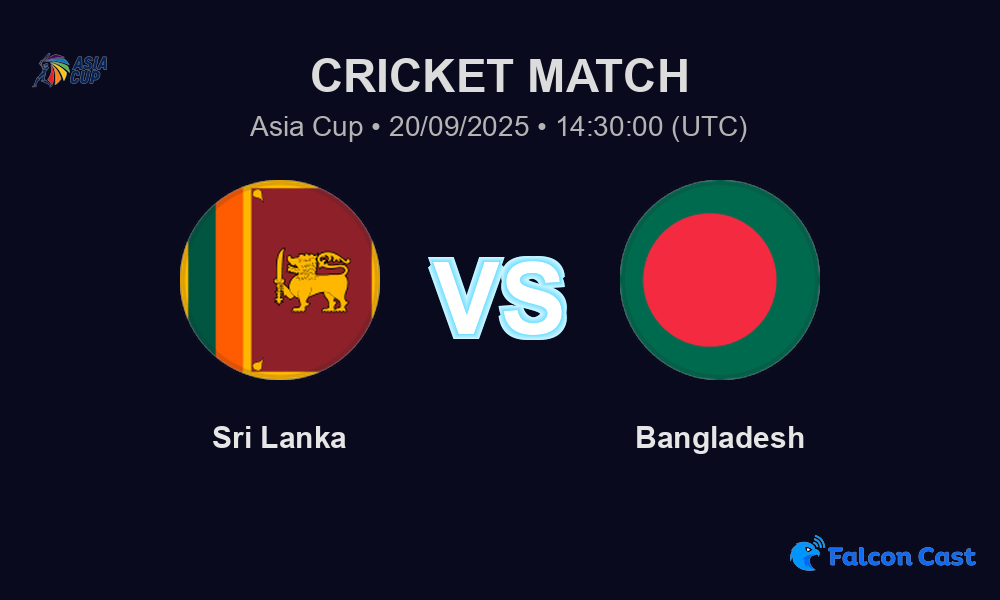 ASIA
CUP
CRICKET MATCH
Asia Cup • 20/09/2025 • 14:30:00 (UTC)
VS
Sri Lanka
Bangladesh
Falcon Cast